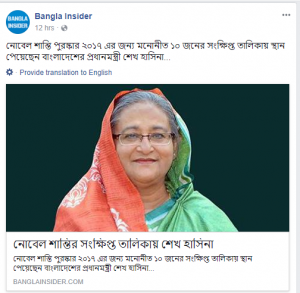 BANGLA
INSIDER
Bangla Insider
12 hrs ·
নোবেল শান্তি পুরস্কার ২০১৭ এর জন্য মনোনীত ১০ জনের সংক্ষিপ্ত তালিকায় স্থান
পেয়েছেন বাংলাদেশের প্রধানমন্ত্রী শেখ হাসিনা...
Provide translation to English
নোবেল শান্তির সংক্ষিপ্ত তালিকায় শেখ হাসিনা
নোবেল শান্তি পুরস্কার ২০১৭ এর জন্য মনোনীত ১০ জনের সংক্ষিপ্ত তালিকায় স্থান
পেয়েছেন বাংলাদেশের প্রধানমন্ত্রী শেখ হাসিনা...
BANGLAINSIDER.COM